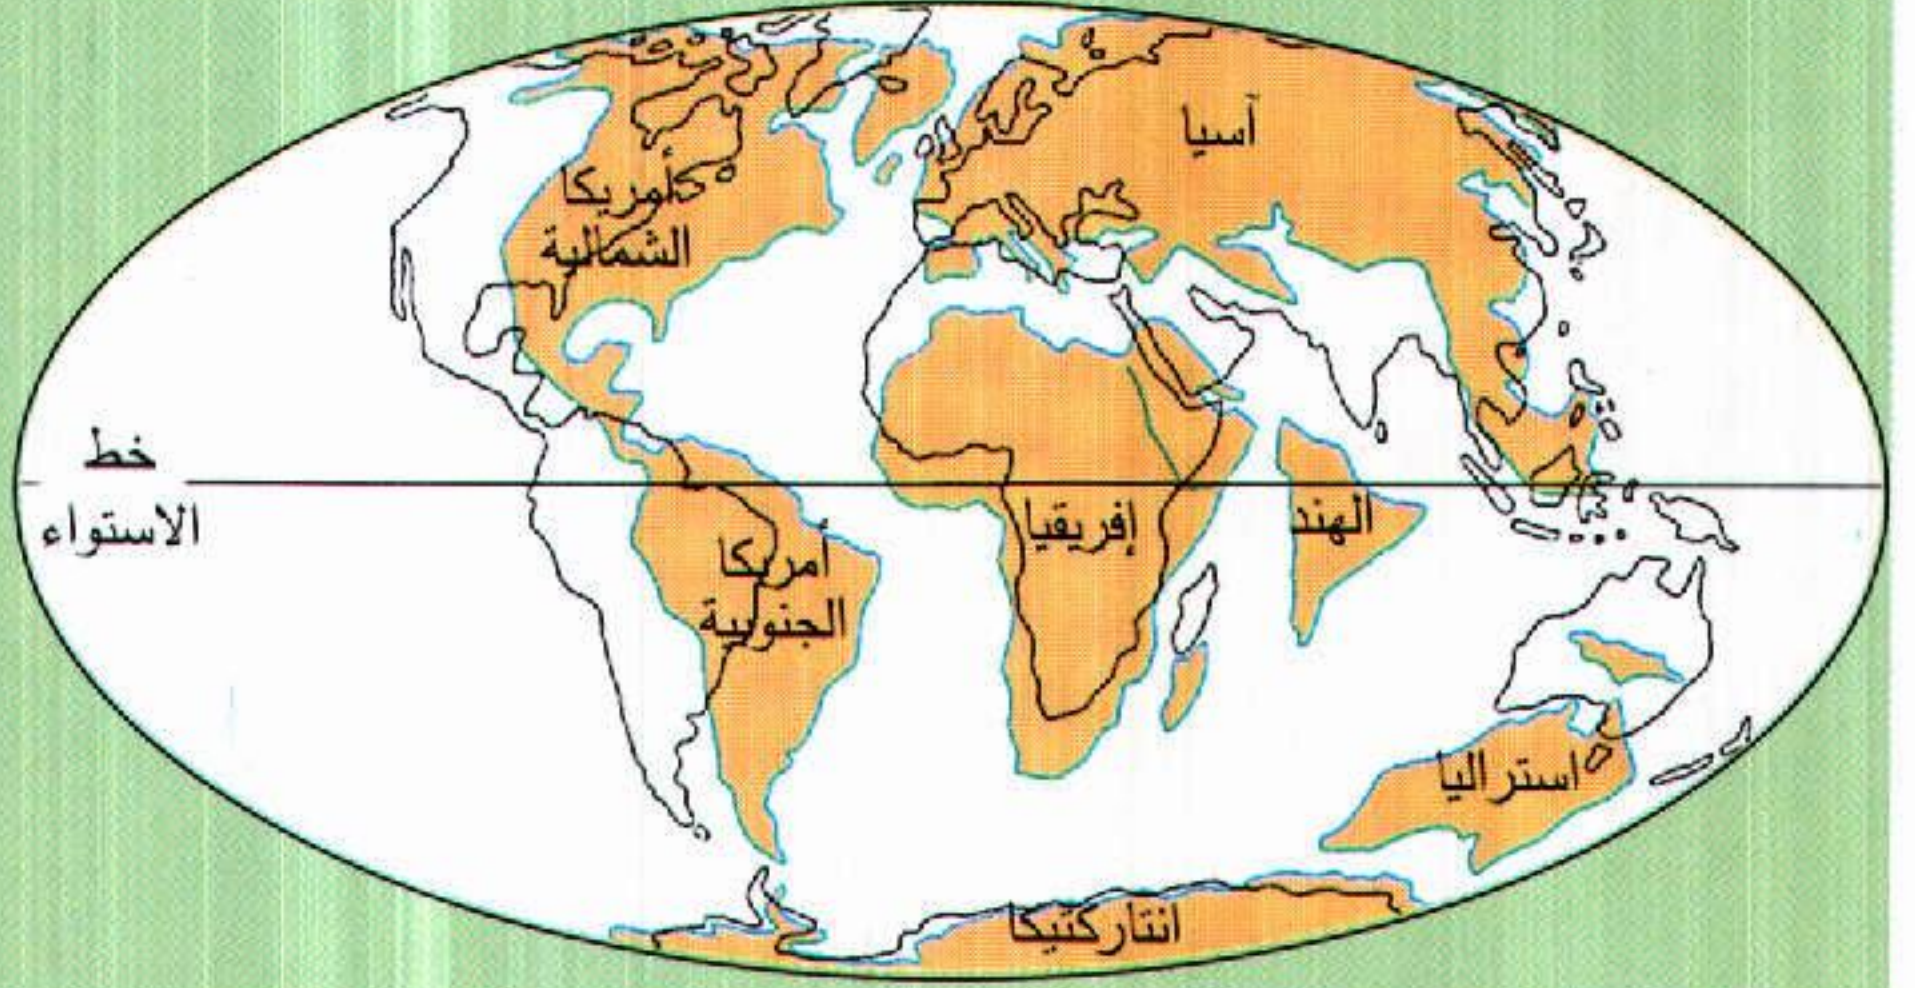 آسيا
أمريكا
الشمالية
خط
الاستواء
الهند
إفريقيا
أمريكا
الجنوبية
استراليا
انتاركتيكا